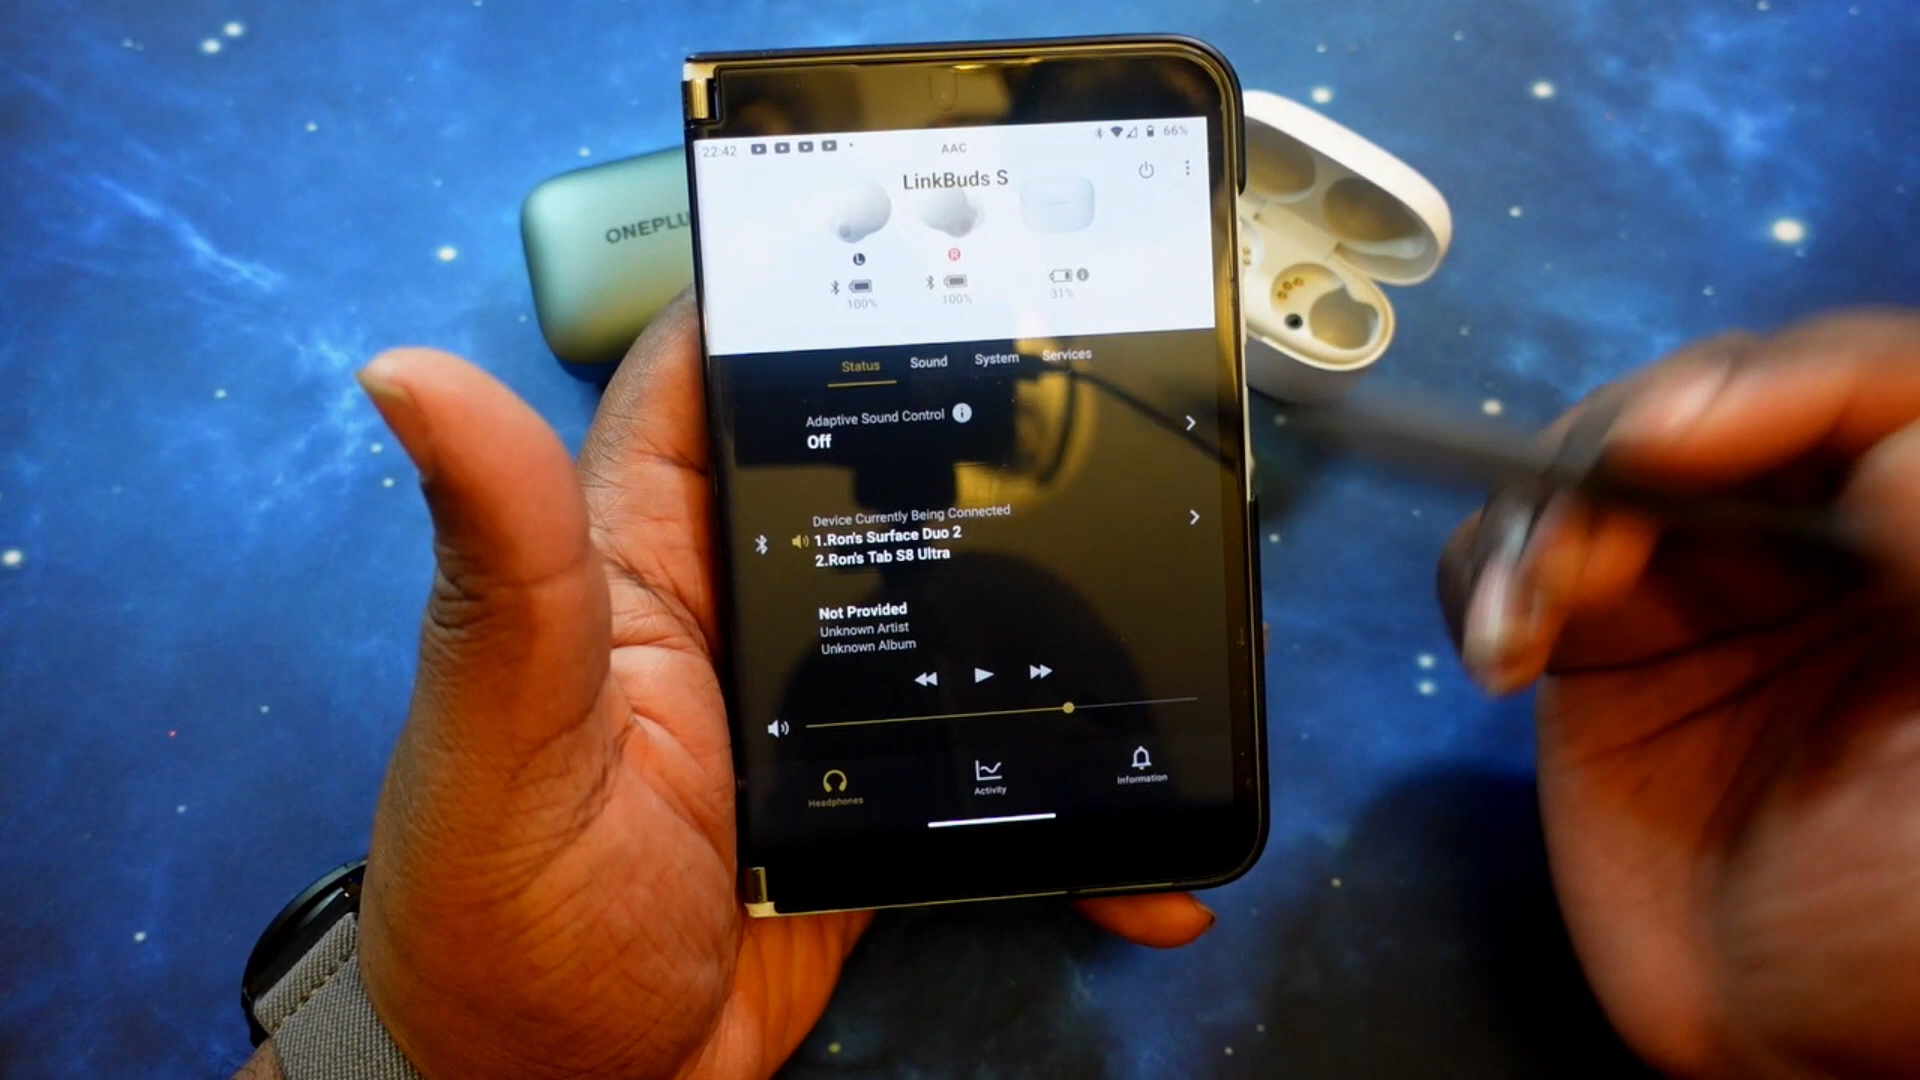 22:42
66%
AAC
LinkBuds S
ONEPLU
L
R
100%
100%
31%
Status
Sound
System
Services
Adaptive Sound Control
Off
Device Currently Being Connected
1.Ron's Surface Duo 2
2.Ron's Tab S8 Ultra
Not Provided
Unknown Artist
Unknown Album
Headphones
Activity
Information